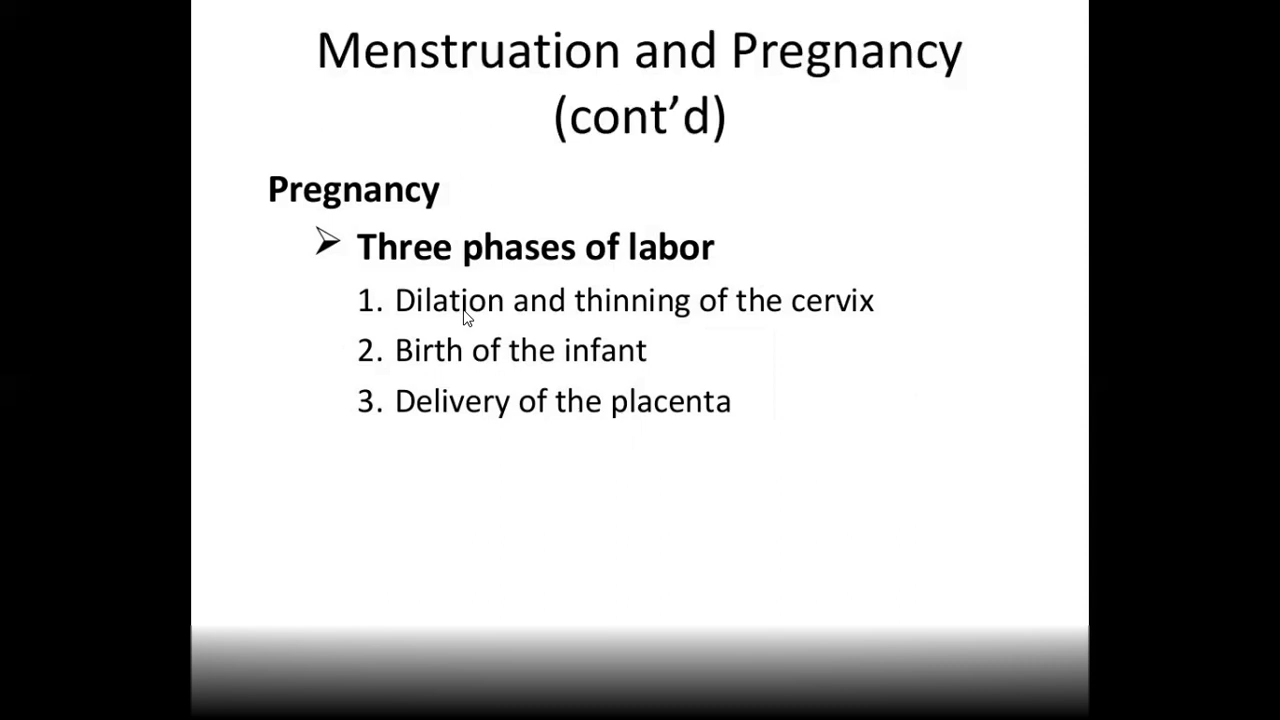 Menstruation and Pregnancy
(cont’d)
Pregnancy
Three phases of labor
1. Dilation and thinning of the cervix
2. Birth of the infant
3. Delivery of the placenta